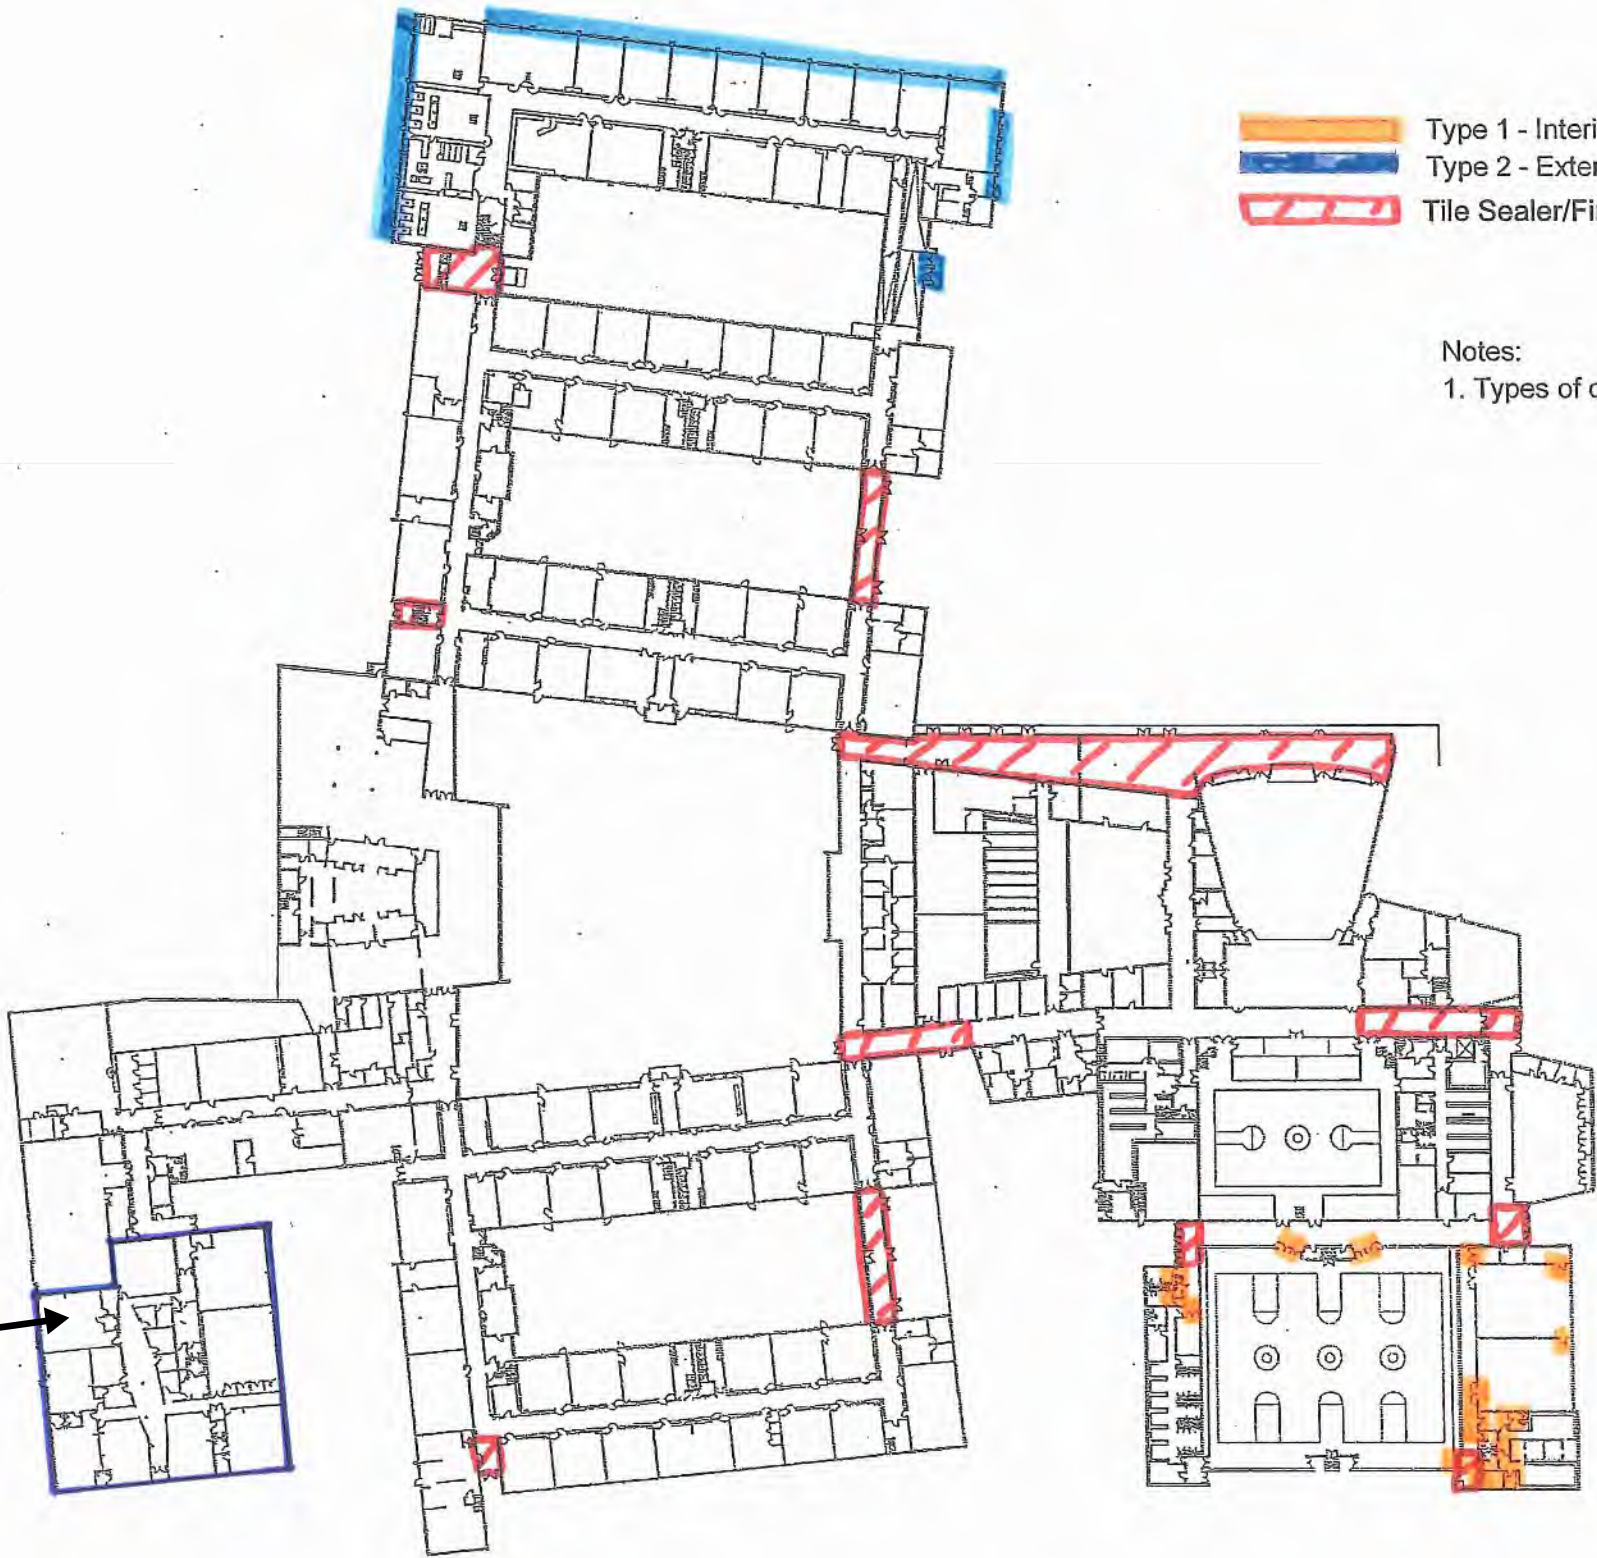 Type 1 - Interi
Type 2 - Exter
Tile Sealer/Fi
Notes:
1. Types of